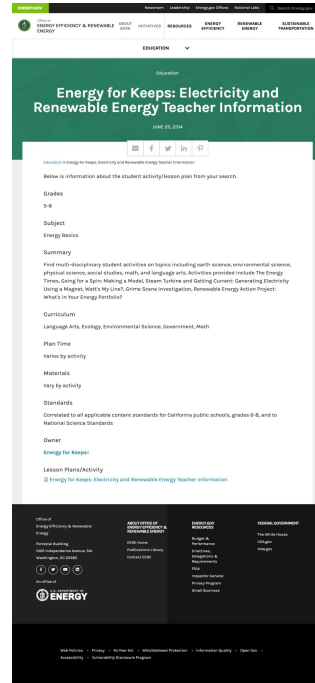 ENERGY.GOV
Newsroom Leadership Energy.gov Offices National Labs Search Energy.gov
Office of
ENERGY EFFICIENCY & RENEWABLE ENERGY
ABOUT EERE
INITIATIVES
RESOURCES
ENERGY EFFICIENCY
RENEWABLE ENERGY
SUSTAINABLE TRANSPORTATION
EDUCATION
Education
Energy for Keeps: Electricity and
Renewable Energy Teacher Information
JUNE 20, 2014
Education » Energy for Keeps: Electricity and Renewable Energy Teacher Information
Below is information about the student activity/lesson plan from your search.
Grades
5-8
Subject
Energy Basics
Summary
Find multi-disciplinary student activities on topics including earth science, environmental science,
physical science, social studies, math, and language arts. Activities provided include The Energy
Times, Going for a Spin: Making a Model, Steam Turbine and Getting Current: Generating Electricity
Using a Magnet, Watt's My Line?, Grime Scene Investigation, Renewable Energy Action Project:
What's in Your Energy Portfolio?
Curriculum
Language Arts, Ecology, Environmental Science, Government, Math
Plan Time
Varies by activity
Materials
Vary by activity
Standards
Correlated to all applicable content standards for California public schools, grades 6-8, and to
National Science Standards
Owner
Energy for Keeps:
Lesson Plans/Activity
Energy for Keeps: Electricity and Renewable Energy Teacher Information
Office of
Energy Efficiency & Renewable
Energy
Forrestal Building
1000 Independence Avenue, SW
Washington, DC 20585
An office of
U.S. DEPARTMENT OF
ENERGY
ABOUT OFFICE OF
ENERGY EFFICIENCY &
RENEWABLE ENERGY
EERE Home
Publications Library
Contact EERE
ENERGY.GOV
RESOURCES
Budget &
Performance
Directives,
Delegations &
Requirements
FOIA
Inspector General
Privacy Program
Small Business
FEDERAL GOVERNMENT
The White House
USA.gov
Vote.gov
Web Policies • Privacy • No Fear Act • Whistleblower Protection • Information Quality • Open Gov •
Accessibility • Vulnerability Disclosure Program